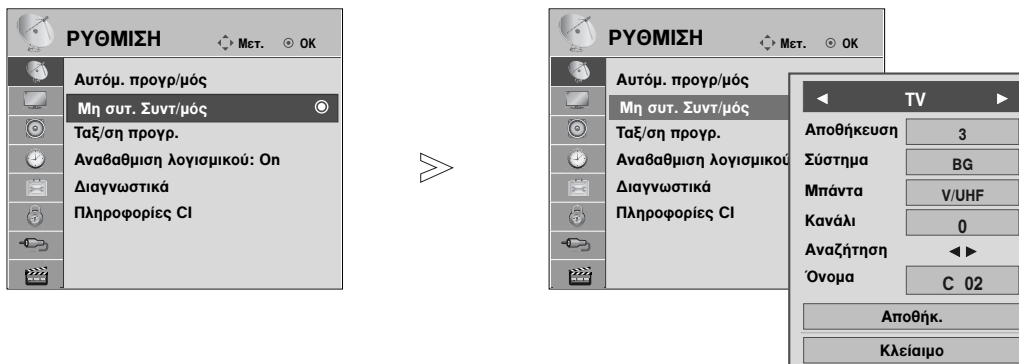 ΡΥΘΜΙΣΗ Μετ. OK
Αυτόμ. προγρ/μός
Μη συτ. Συντ/μός
Ταξ/ση προγρ.
Αναβαθμιση λογισμικού: On
Διαγνωστικά
Πληροφορίες CI
ΡΥΘΜΙΣΗ Μετ. OK
Αυτόμ. προγρ/μός
Μη συτ. Συντ/μός
Ταξ/ση προγρ.
Αναβαθμιση λογισμικού
Διαγνωστικά
Πληροφορίες CI
◄ TV ►
Αποθήκευση 3
Σύστημα BG
Μπάντα V/UHF
Κανάλι 0
Αναζήτηση ◄►
Όνομα C 02
Αποθήκ.
Κλείαιμο